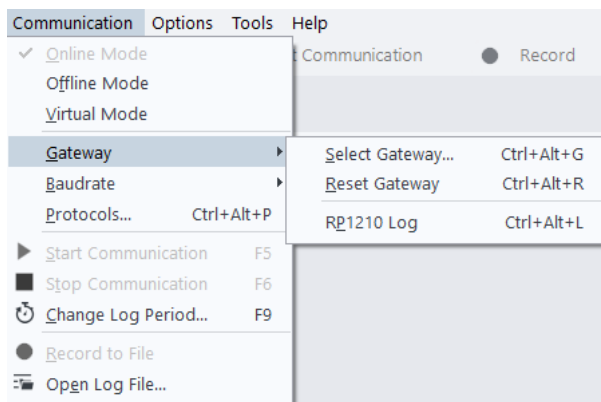 Communication Options Tools Help
Online Mode
t Communication Record
Offline Mode
Virtual Mode
Gateway
Select Gateway... Ctrl+Alt+G
Baudrate
Reset Gateway Ctrl+Alt+R
Protocols... Ctrl+Alt+P
RP1210 Log Ctrl+Alt+L
Start Communication F5
Stop Communication F6
Change Log Period... F9
Record to File
Open Log File...